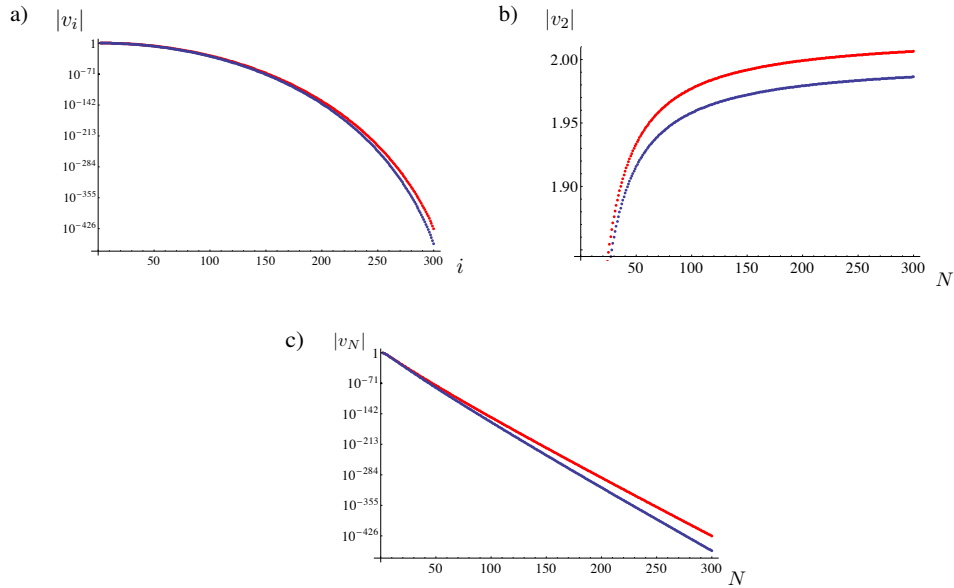 a)
|v_i|
1
10^{-71}
10^{-142}
10^{-213}
10^{-284}
10^{-355}
10^{-426}
50 100 150 200 250 300
i
b)
|v_2|
2.00
1.95
1.90
50 100 150 200 250 300
N
c)
|v_N|
1
10^{-71}
10^{-142}
10^{-213}
10^{-284}
10^{-355}
10^{-426}
50 100 150 200 250 300
N